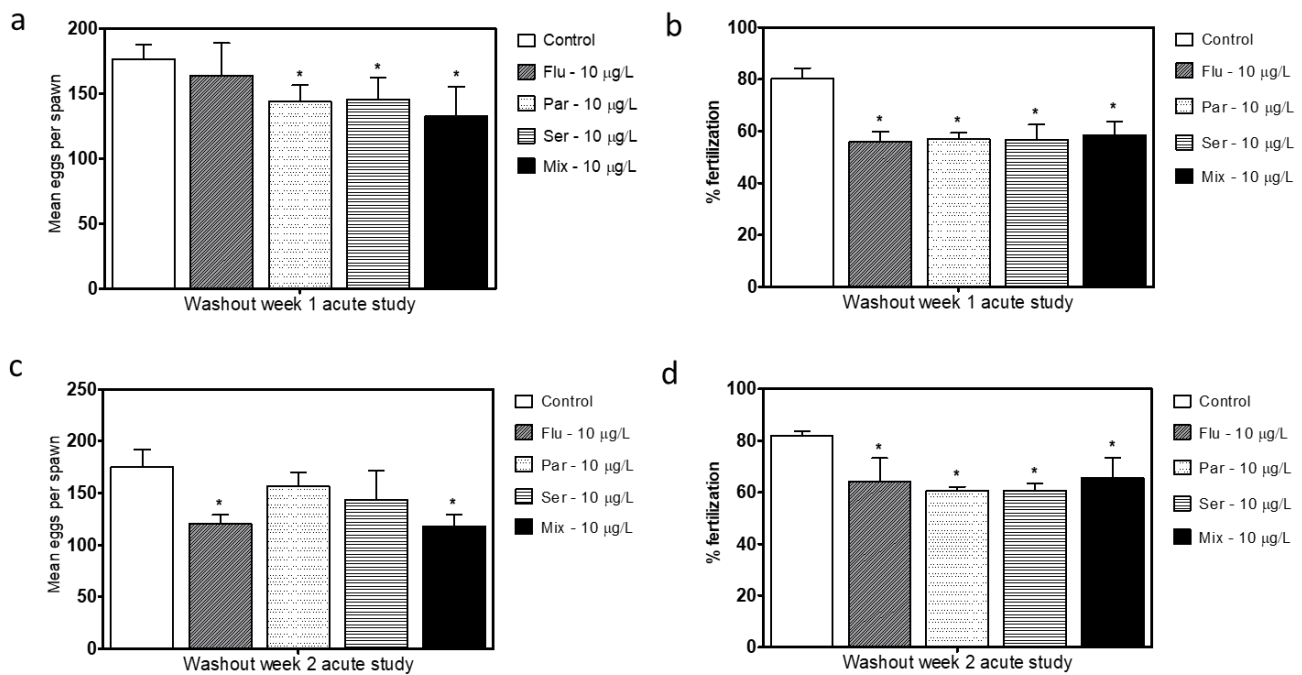 a
Mean eggs per spawn
200
150
100
50
0
*
*
*
Washout week 1 acute study
Control
Flu - 10 µg/L
Par - 10 µg/L
Ser - 10 µg/L
Mix - 10 µg/L
b
% fertilization
100
80
60
40
20
0
*
*
*
*
Washout week 1 acute study
Control
Flu - 10 µg/L
Par - 10 µg/L
Ser - 10 µg/L
Mix - 10 µg/L
c
Mean eggs per spawn
250
200
150
100
50
0
*
*
Washout week 2 acute study
Control
Flu - 10 µg/L
Par - 10 µg/L
Ser - 10 µg/L
Mix - 10 µg/L
d
% fertilization
100
80
60
40
20
0
*
*
*
*
Washout week 2 acute study
Control
Flu - 10 µg/L
Par - 10 µg/L
Ser - 10 µg/L
Mix - 10 µg/L